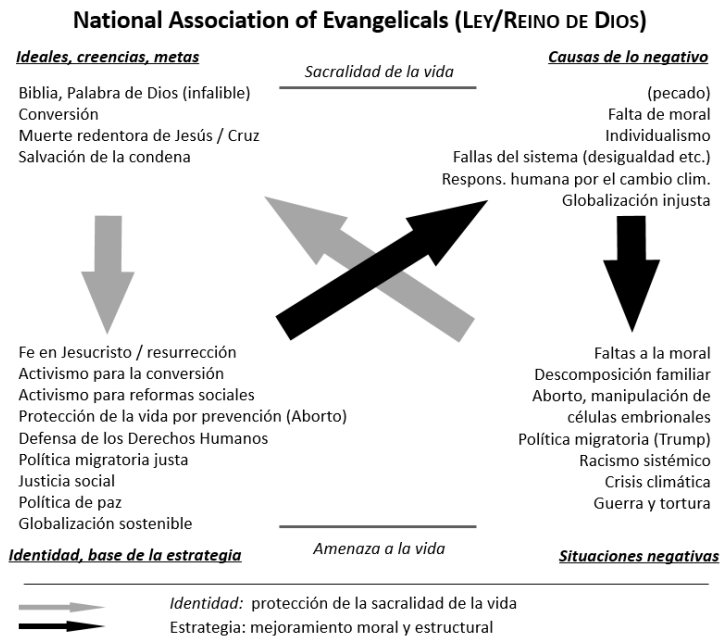 National Association of Evangelicals (LEY/REINO DE DIOS)
Ideales, creencias, metas
Biblia, Palabra de Dios (infalible)
Conversión
Muerte redentora de Jesús / Cruz
Salvación de la condena
Sacralidad de la vida
Causas de lo negativo
(pecado)
Falta de moral
Individualismo
Fallas del sistema (desigualdad etc.)
Respons. humana por el cambio clim.
Globalización injusta
Fe en Jesucristo / resurrección
Activismo para la conversión
Activismo para reformas sociales
Protección de la vida por prevención (Aborto)
Defensa de los Derechos Humanos
Política migratoria justa
Justicia social
Política de paz
Globalización sostenible
Identidad, base de la estrategia
Amenaza a la vida
Faltas a la moral
Descomposición familiar
Aborto, manipulación de
células embrionales
Política migratoria (Trump)
Racismo sistémico
Crisis climática
Guerra y tortura
Situaciones negativas
Identidad: protección de la sacralidad de la vida
Estrategia: mejoramiento moral y estructural